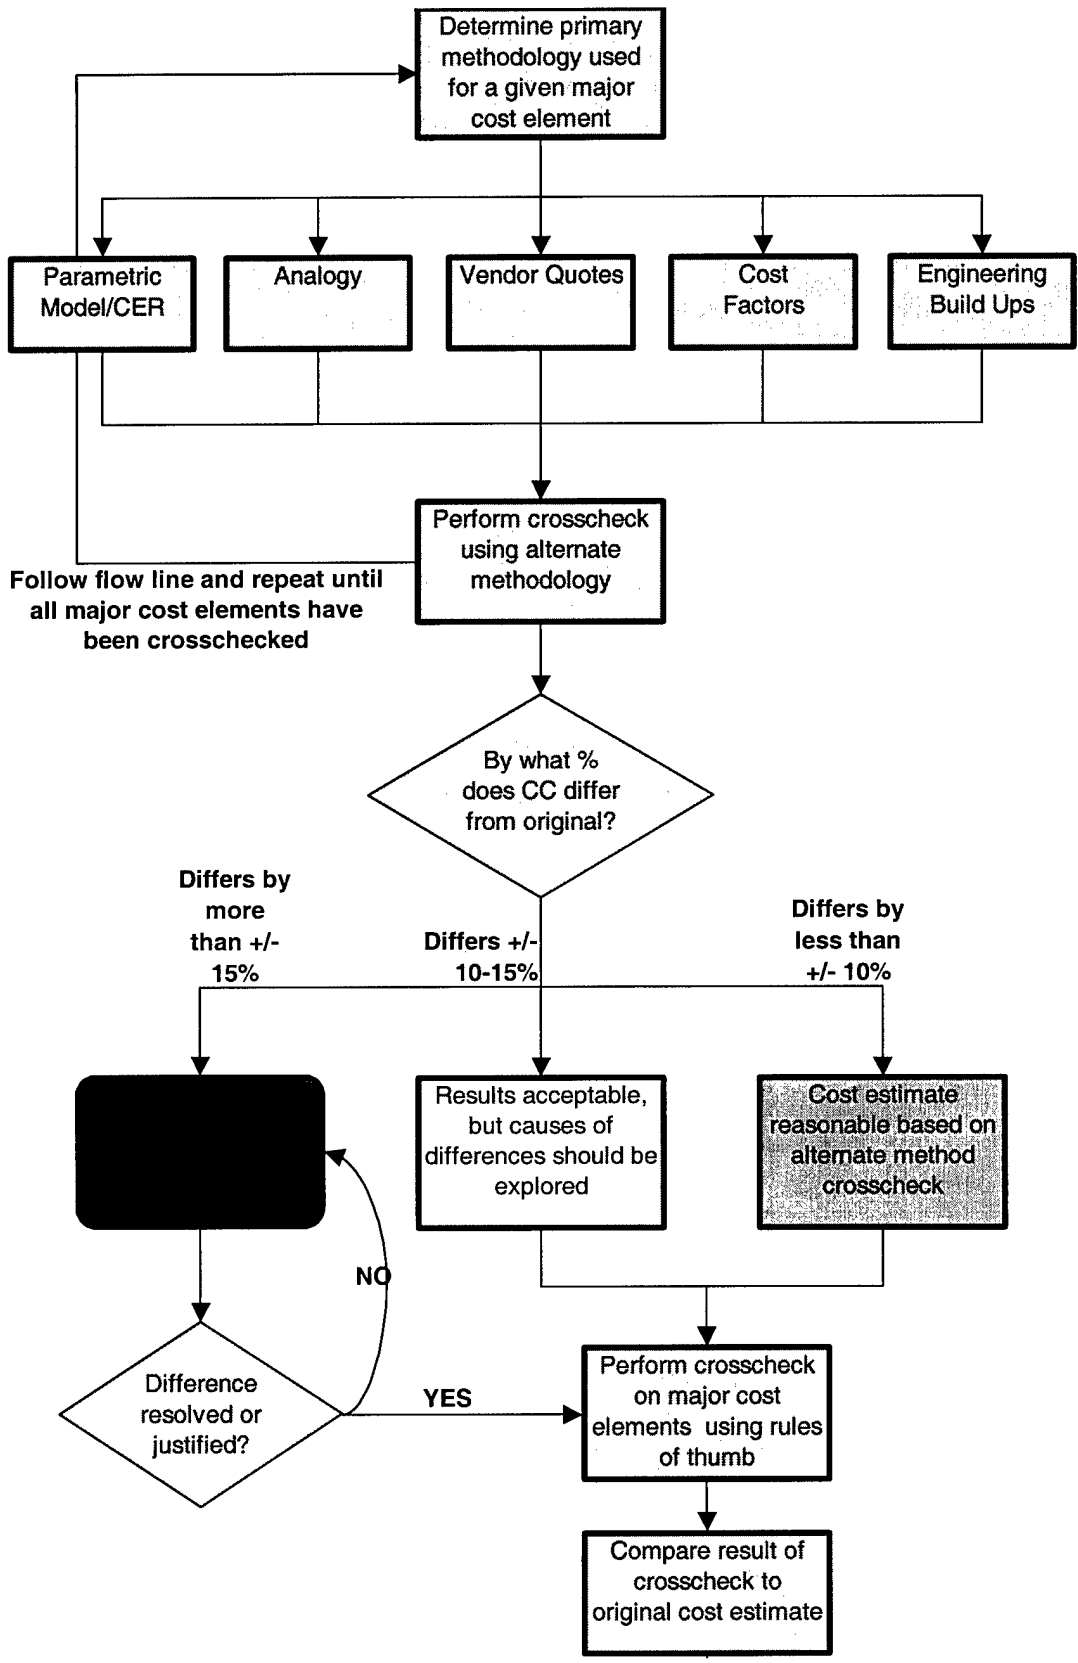 Determine primary
methodology used
for a given major
cost element
Parametric
Model/CER
Analogy
Vendor Quotes
Cost
Factors
Engineering
Build Ups
Perform crosscheck
using alternate
methodology
Follow flow line and repeat until
all major cost elements have
been crosschecked
By what %
does CC differ
from original?
Differs by
more
than +/-
15%
Differs +/-
10-15%
Differs by
less than
+/- 10%
Results acceptable,
but causes of
differences should be
explored
Cost estimate
reasonable based on
alternate method
crosscheck
NO
Difference
resolved or
justified?
YES
Perform crosscheck
on major cost
elements using rules
of thumb
Compare result of
crosscheck to
original cost estimate